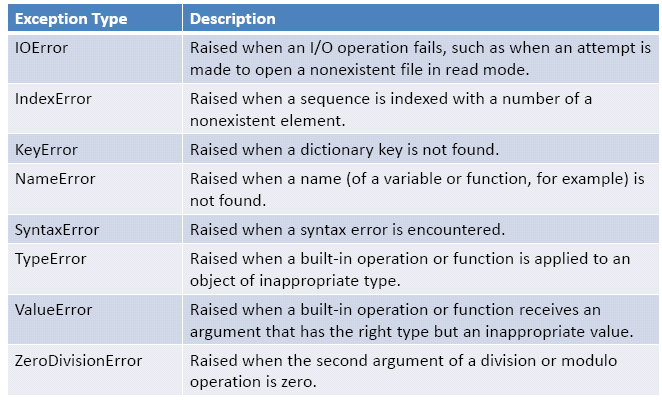 Exception Type Description
IOError Raised when an I/O operation fails, such as when an attempt is
made to open a nonexistent file in read mode.
IndexError Raised when a sequence is indexed with a number of a
nonexistent element.
KeyError Raised when a dictionary key is not found.
NameError Raised when a name (of a variable or function, for example) is
not found.
SyntaxError Raised when a syntax error is encountered.
TypeError Raised when a built-in operation or function is applied to an
object of inappropriate type.
ValueError Raised when a built-in operation or function receives an
argument that has the right type but an inappropriate value.
ZeroDivisionError Raised when the second argument of a division or modulo
operation is zero.